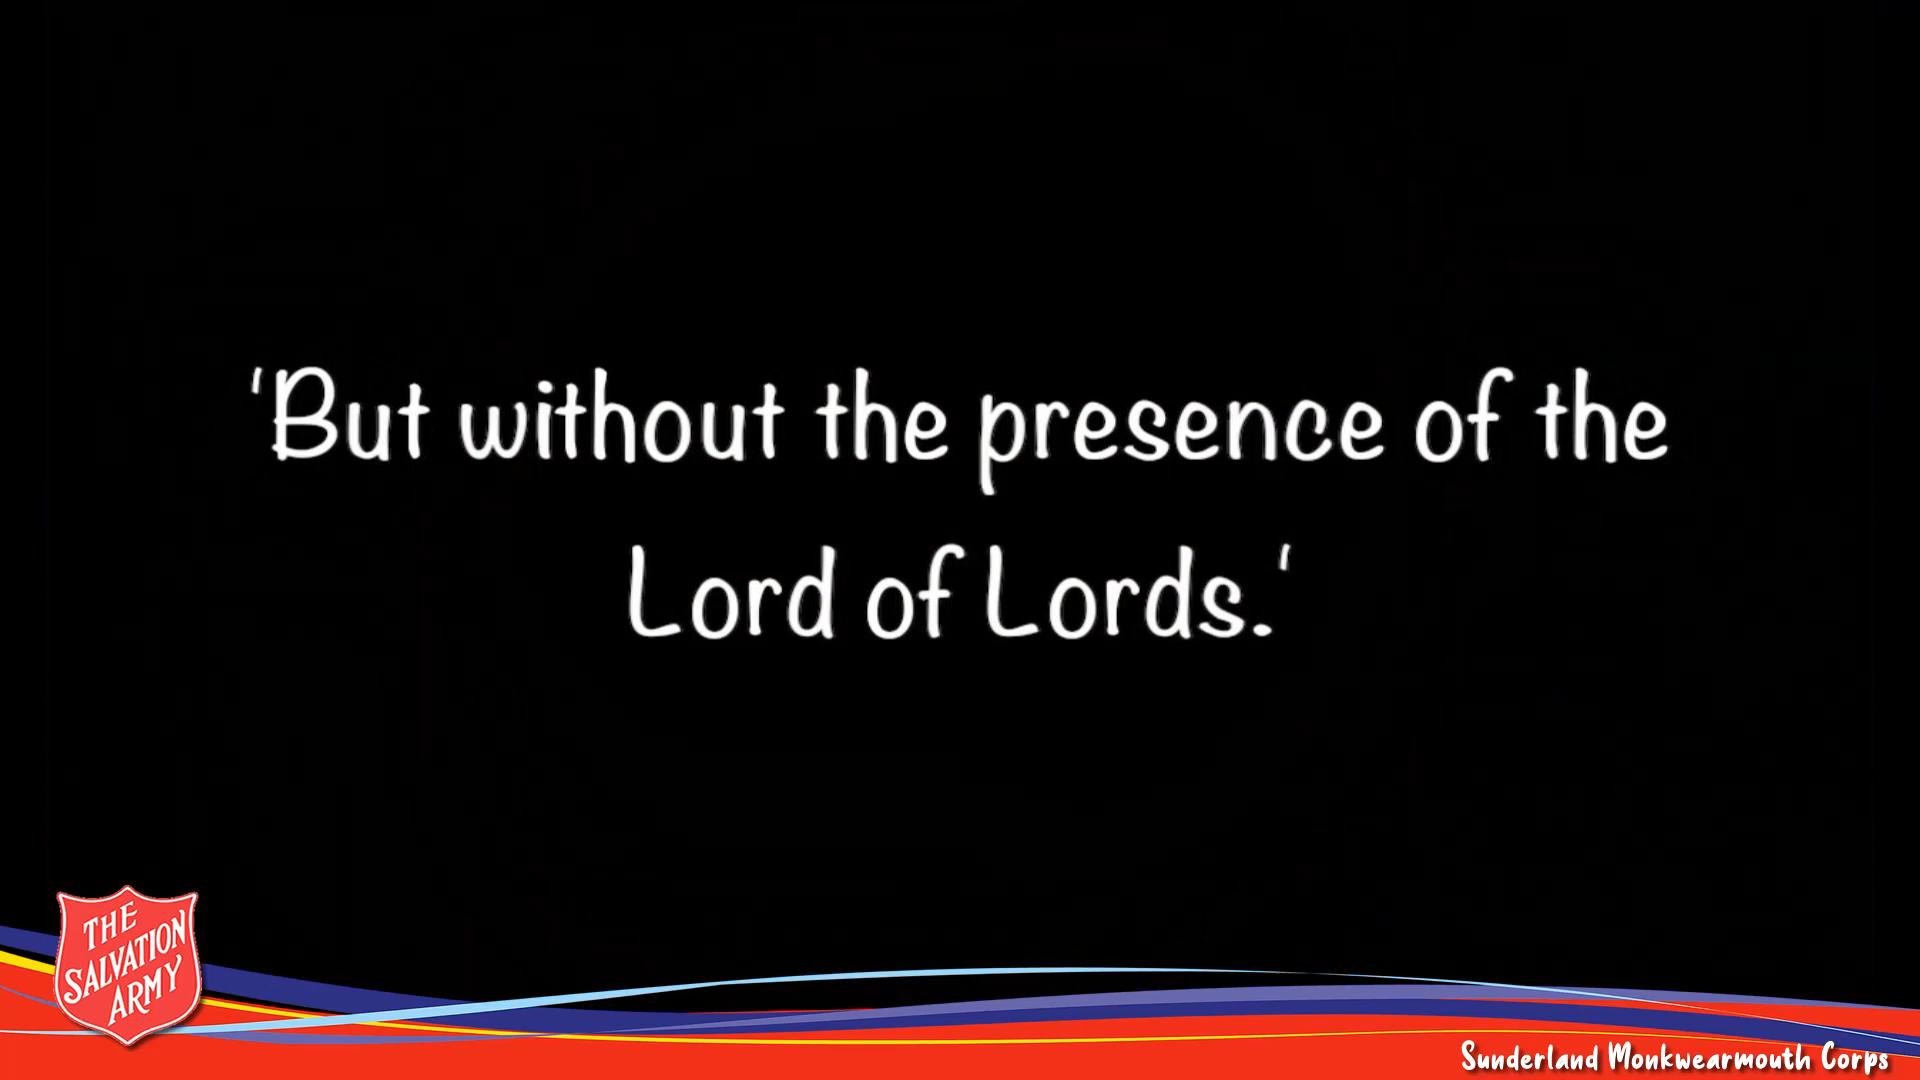 'But without the presence of the
Lord of Lords.'
THE
SALVATION
ARMY
Sunderland Monkwearmouth Corps